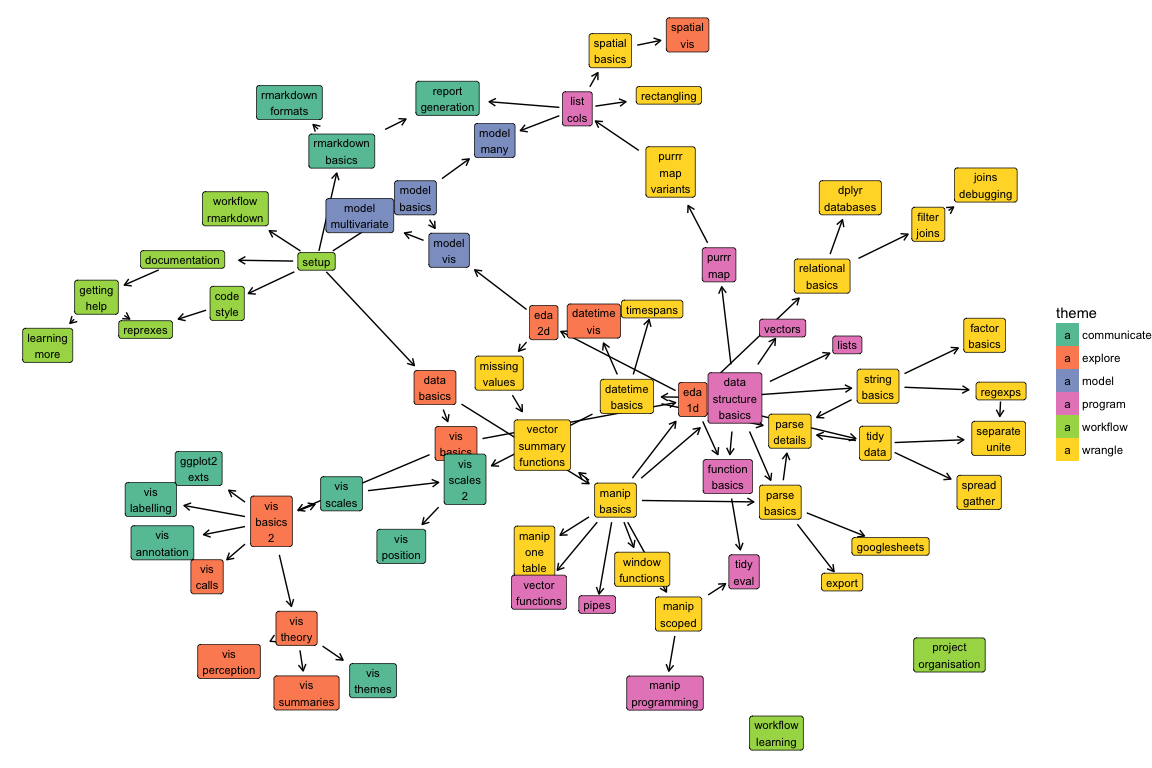 spatial
vis
spatial
basics
rmarkdown
formats
report
generation
list
cols
rectangling
model
many
rmarkdown
basics
purrr
map
variants
joins
debugging
workflow
rmarkdown
model
basics
dplyr
databases
model
multivariate
filter
joins
model
vis
documentation
setup
purrr
map
relational
basics
getting
help
code
style
learning
more
reprexes
eda
2d
datetime
vis
timespans
vectors
lists
factor
basics
theme
a communicate
a explore
a model
a program
a workflow
a wrangle
missing
values
data
basics
datetime
basics
eda
1d
data
structure
basics
string
basics
regexps
vis
basics
vector
summary
functions
parse
details
tidy
data
separate
unite
ggplot2
exts
vis
scales
2
function
basics
spread
gather
vis
labelling
vis
scales
manip
basics
parse
basics
vis
basics
2
vis
annotation
vis
position
manip
one
table
googlesheets
vis
calls
vector
functions
window
functions
tidy
eval
export
pipes
manip
scoped
vis
theory
vis
perception
project
organisation
vis
summaries
vis
themes
manip
programming
workflow
learning